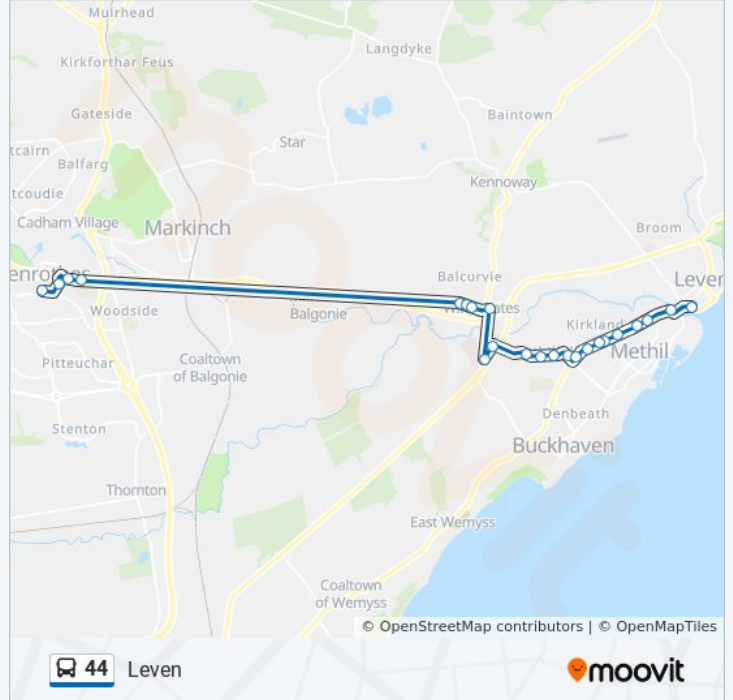 Muirhead
Langdyke
Kirkforthar Feus
Gateside
Baintown
Star
tcairn
Balfarg
Kennoway
tcoudie
Cadham Village
Markinch
Broom
enrothes
Balcurvie
Leven
Balgonie
Woodside
Kirkland
Methil
Pitteuchar
Coaltown
of Balgonie
Denbeath
Stenton
Buckhaven
Thornton
East Wemyss
Coaltown
of Wemyss
© OpenStreetMap contributors | © OpenMapTiles
44 Leven
moovit